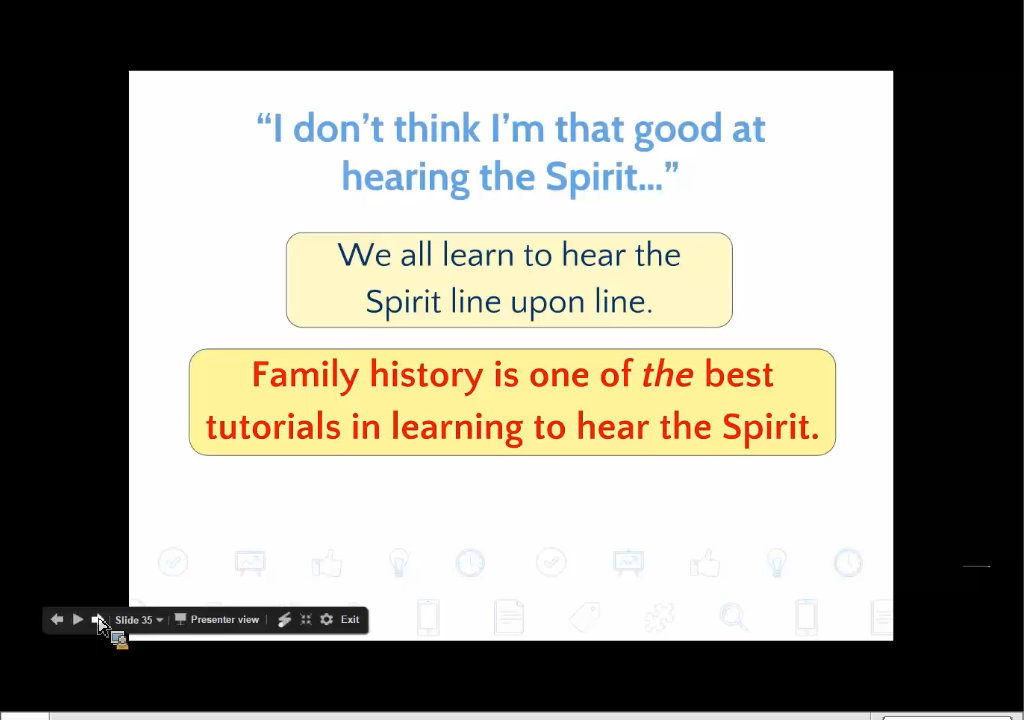 “I don’t think I’m that good at
hearing the Spirit...”
We all learn to hear the
Spirit line upon line.
Family history is one of the best
tutorials in learning to hear the Spirit.
Slide 35 Presenter view Exit